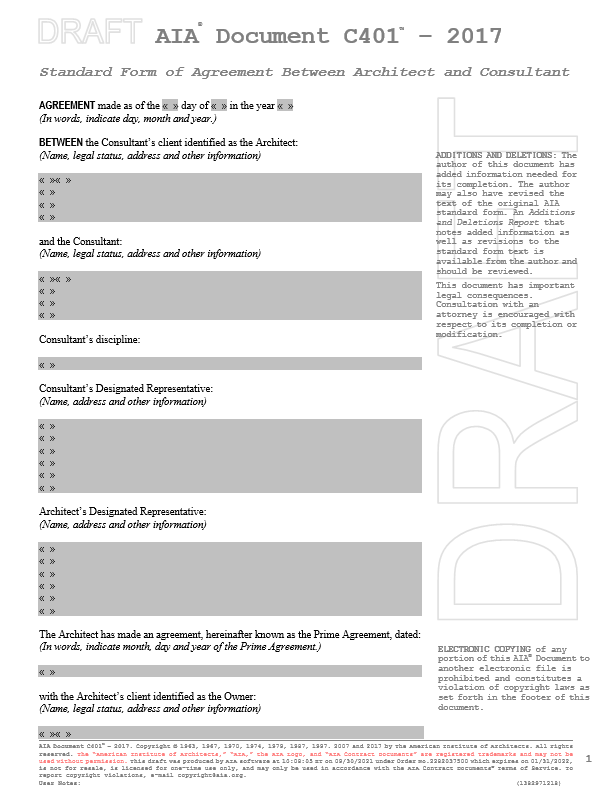 DRAFT AIA® Document C401™ – 2017
Standard Form of Agreement Between Architect and Consultant
AGREEMENT made as of the « » day of « » in the year « »
(In words, indicate day, month and year.)
BETWEEN the Consultant's client identified as the Architect:
(Name, legal status, address and other information)
« »« »
« »
« »
« »
and the Consultant:
(Name, legal status, address and other information)
« »« »
« »
« »
« »
Consultant's discipline:
« »
Consultant's Designated Representative:
(Name, address and other information)
« »
« »
« »
« »
« »
« »
Architect's Designated Representative:
(Name, address and other information)
« »
« »
« »
« »
« »
« »
The Architect has made an agreement, hereinafter known as the Prime Agreement, dated:
(In words, indicate month, day and year of the Prime Agreement.)
« »
with the Architect's client identified as the Owner:
« »« »
ADDITIONS AND DELETIONS: The
author of this document has
added information needed for
its completion. The author
may also have revised the
text of the original AIA
standard form. An Additions
and Deletions Report that
notes added information as
well as revisions to the
standard form text is
available from the author and
should be reviewed.
This document has important
legal consequences.
Consultation with an
attorney is encouraged with
respect to its completion or
modification.
DRAFT
ELECTRONIC COPYING of any
portion of this AIA® Document to
another electronic file is
prohibited and constitutes a
violation of copyright laws as
set forth in the footer of this
document.
AIA Document C401™ – 2017. Copyright © 1963, 1967, 1970, 1974, 1979, 1987, 1997, 2007 and 2017 by The American Institute of Architects. All rights
reserved. The "American Institute of Architects," "AIA," the AIA Logo, and "AIA Contract Documents" are registered trademarks and may not be
used without permission. This draft was produced by AIA software at 10:08:05 ET on 08/30/2021 under Order No. which expires on 01/31/2022,
is not for resale, is licensed for one-time use only, and may only be used in accordance with the AIA Contract Documents® Terms of Service. To
report copyright violations, e-mail copyright@aia.org.
User Notes: (1382971218)
1